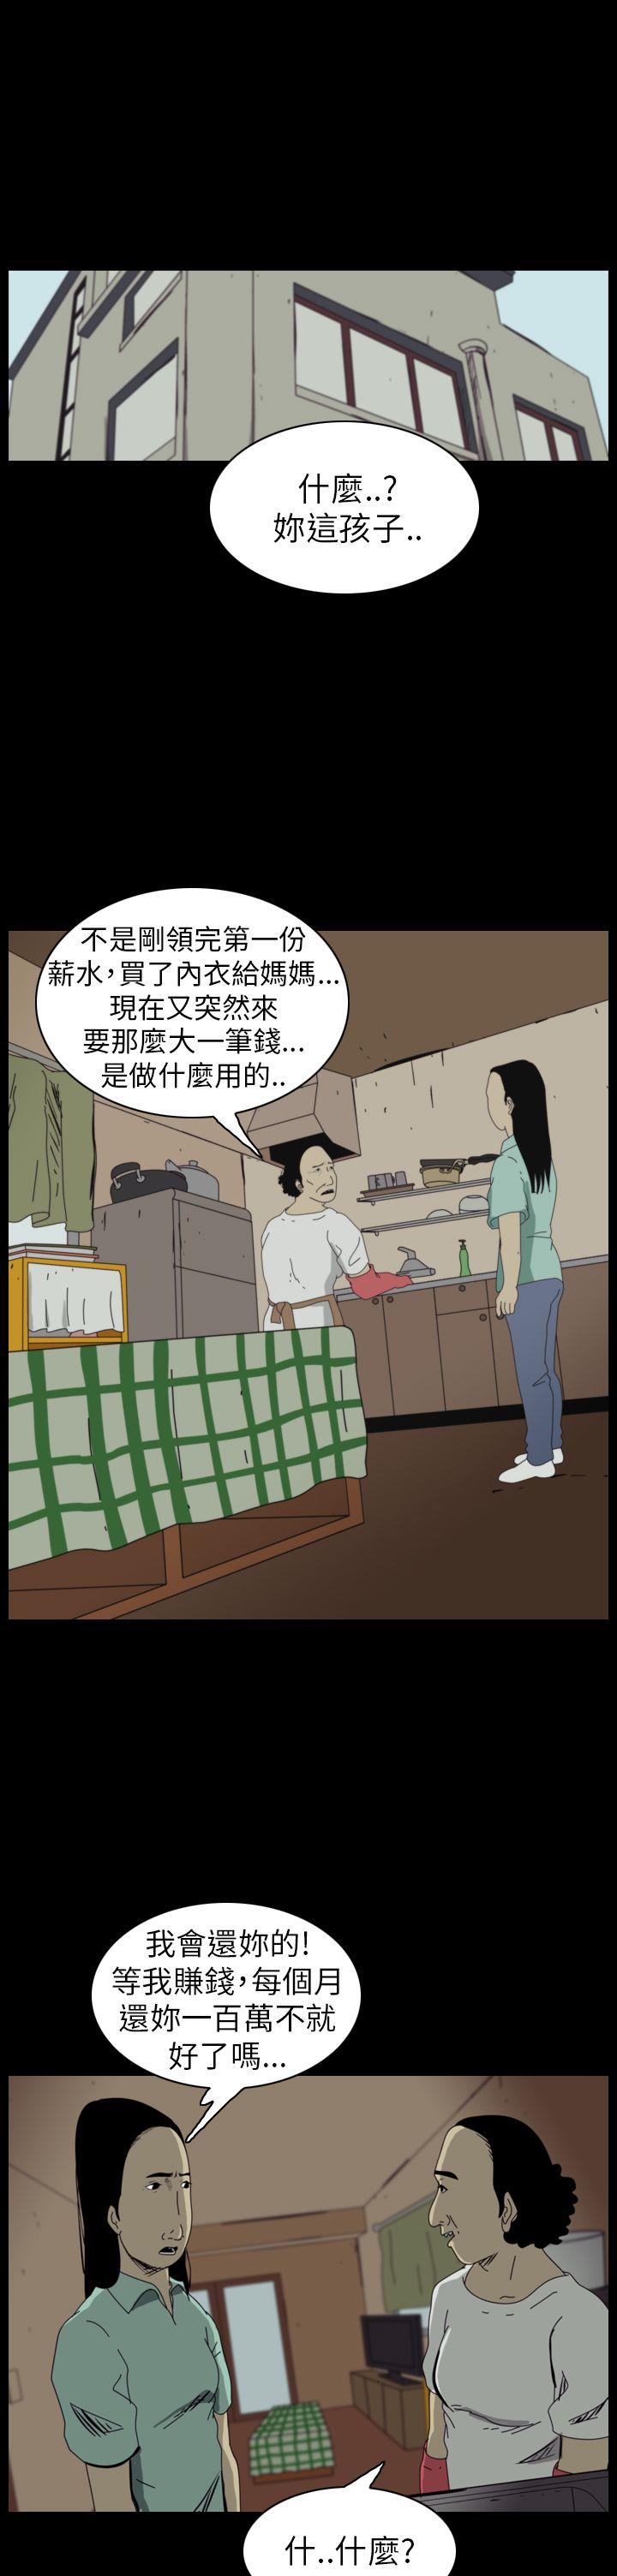 什麼..?
妳這孩子..
不是剛領完第一份
薪水,買了內衣給媽媽...
現在又突然來
要那麼大一筆錢...
是做什麼用的..
我會還妳的!
等我賺錢,每個月
還妳一百萬不就
好了嗎...
什..什麼?